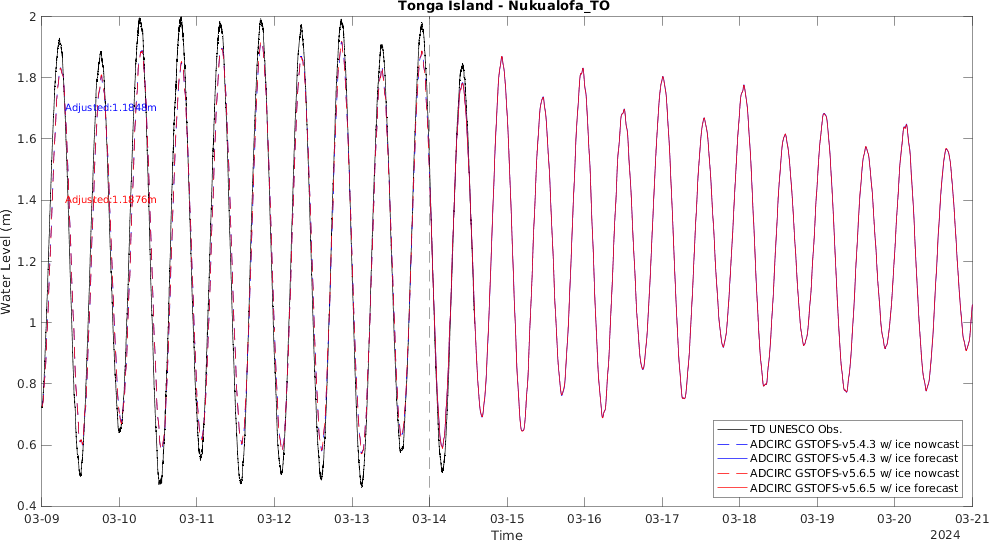 Tonga Island - Nukualofa_TO
2
1.8
1.6
1.4
1.2
1
0.8
0.6
0.4
Water Level (m)
Adjusted:1.1848m
Adjusted:1.1876m
TD UNESCO Obs.
ADCIRC GSTOFS-v5.4.3 w/ ice nowcast
ADCIRC GSTOFS-v5.4.3 w/ ice forecast
ADCIRC GSTOFS-v5.6.5 w/ ice nowcast
ADCIRC GSTOFS-v5.6.5 w/ ice forecast
03-09 03-10 03-11 03-12 03-13 03-14 03-15 03-16 03-17 03-18 03-19 03-20 03-21
Time
2024